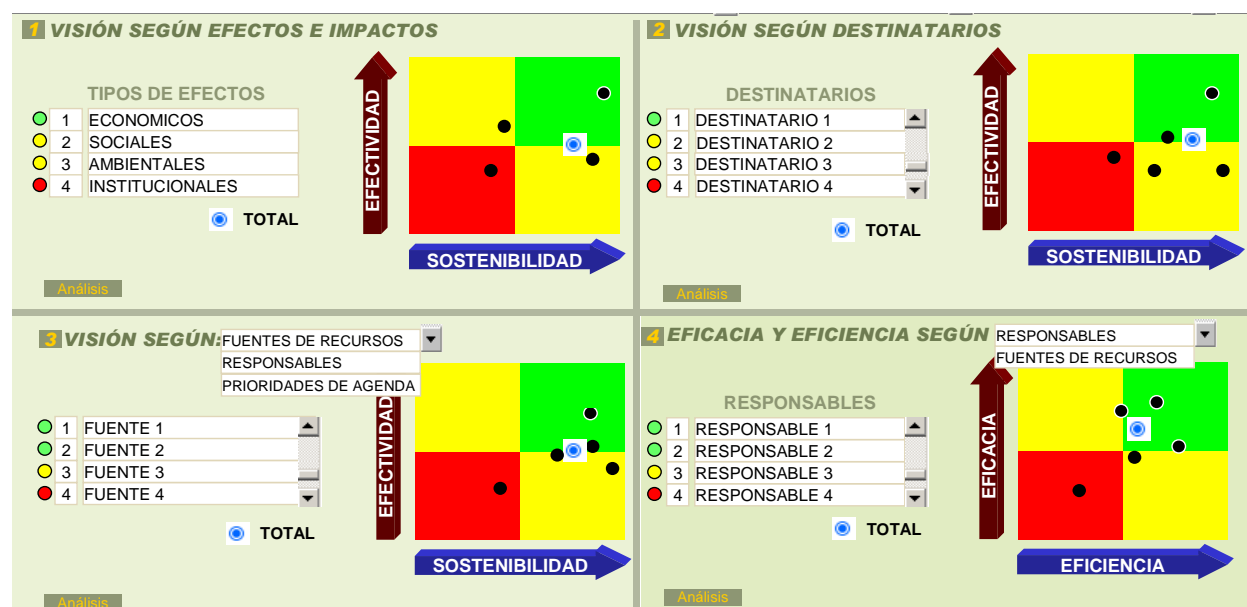 1 VISIÓN SEGÚN EFECTOS E IMPACTOS
TIPOS DE EFECTOS
1 ECONOMICOS
2 SOCIALES
3 AMBIENTALES
4 INSTITUCIONALES
TOTAL
EFECTIVIDAD
SOSTENIBILIDAD
Análisis
2 VISIÓN SEGÚN DESTINATARIOS
DESTINATARIOS
1 DESTINATARIO 1
2 DESTINATARIO 2
3 DESTINATARIO 3
4 DESTINATARIO 4
TOTAL
EFECTIVIDAD
SOSTENIBILIDAD
Análisis
3 VISIÓN SEGÚN: FUENTES DE RECURSOS
RESPONSABLES
PRIORIDADES DE AGENDA
1 FUENTE 1
2 FUENTE 2
3 FUENTE 3
4 FUENTE 4
TOTAL
EFECTIVIDAD
SOSTENIBILIDAD
Análisis
4 EFICACIA Y EFICIENCIA SEGÚN RESPONSABLES
FUENTES DE RECURSOS
RESPONSABLES
1 RESPONSABLE 1
2 RESPONSABLE 2
3 RESPONSABLE 3
4 RESPONSABLE 4
TOTAL
EFICACIA
EFICIENCIA
Análisis